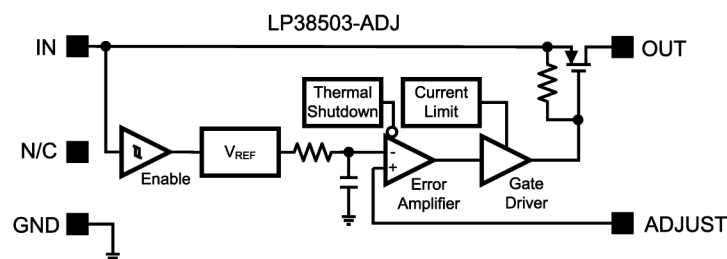 LP38503-ADJ
IN
OUT
Thermal
Shutdown
Current
Limit
N/C
VREF
-
+
Enable
Error
Amplifier
Gate
Driver
GND
ADJUST